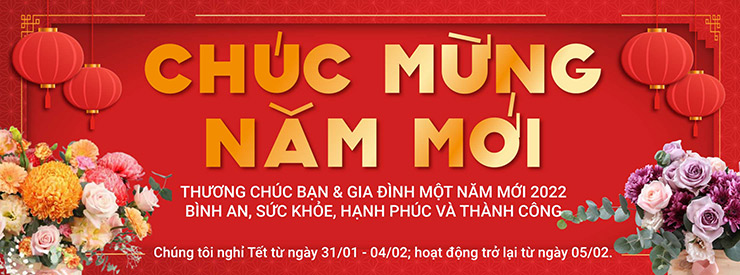 CHÚC MỪNG
NĂM MỚI
THƯƠNG CHÚC BẠN & GIA ĐÌNH MỘT NĂM MỚI 2022
BÌNH AN, SỨC KHỎE, HẠNH PHÚC VÀ THÀNH CÔNG
Chúng tôi nghỉ Tết từ ngày 31/01 - 04/02; hoạt động trở lại từ ngày 05/02.